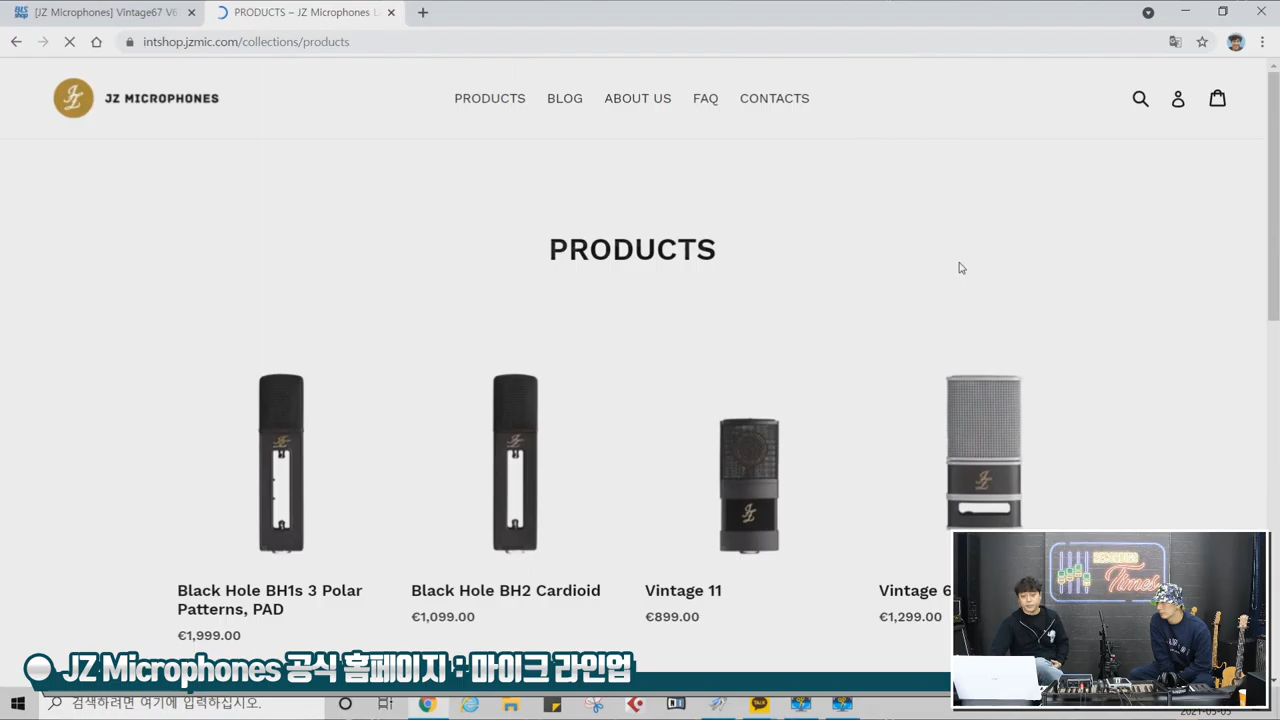 [JZ Microphones] Vintage67 V6
PRODUCTS – JZ Microphones
intshop.jzmic.com/collections/products
JZ MICROPHONES
PRODUCTS BLOG ABOUT US FAQ CONTACTS
PRODUCTS
Black Hole BH1s 3 Polar
Patterns, PAD
€1,999.00
Black Hole BH2 Cardioid
€1,099.00
Vintage 11
€899.00
Vintage 6
€1,299.00
Times
JZ Microphones 공식 홈페이지 : 마이크 라인업
검색하려면 여기에 입력하십시오.